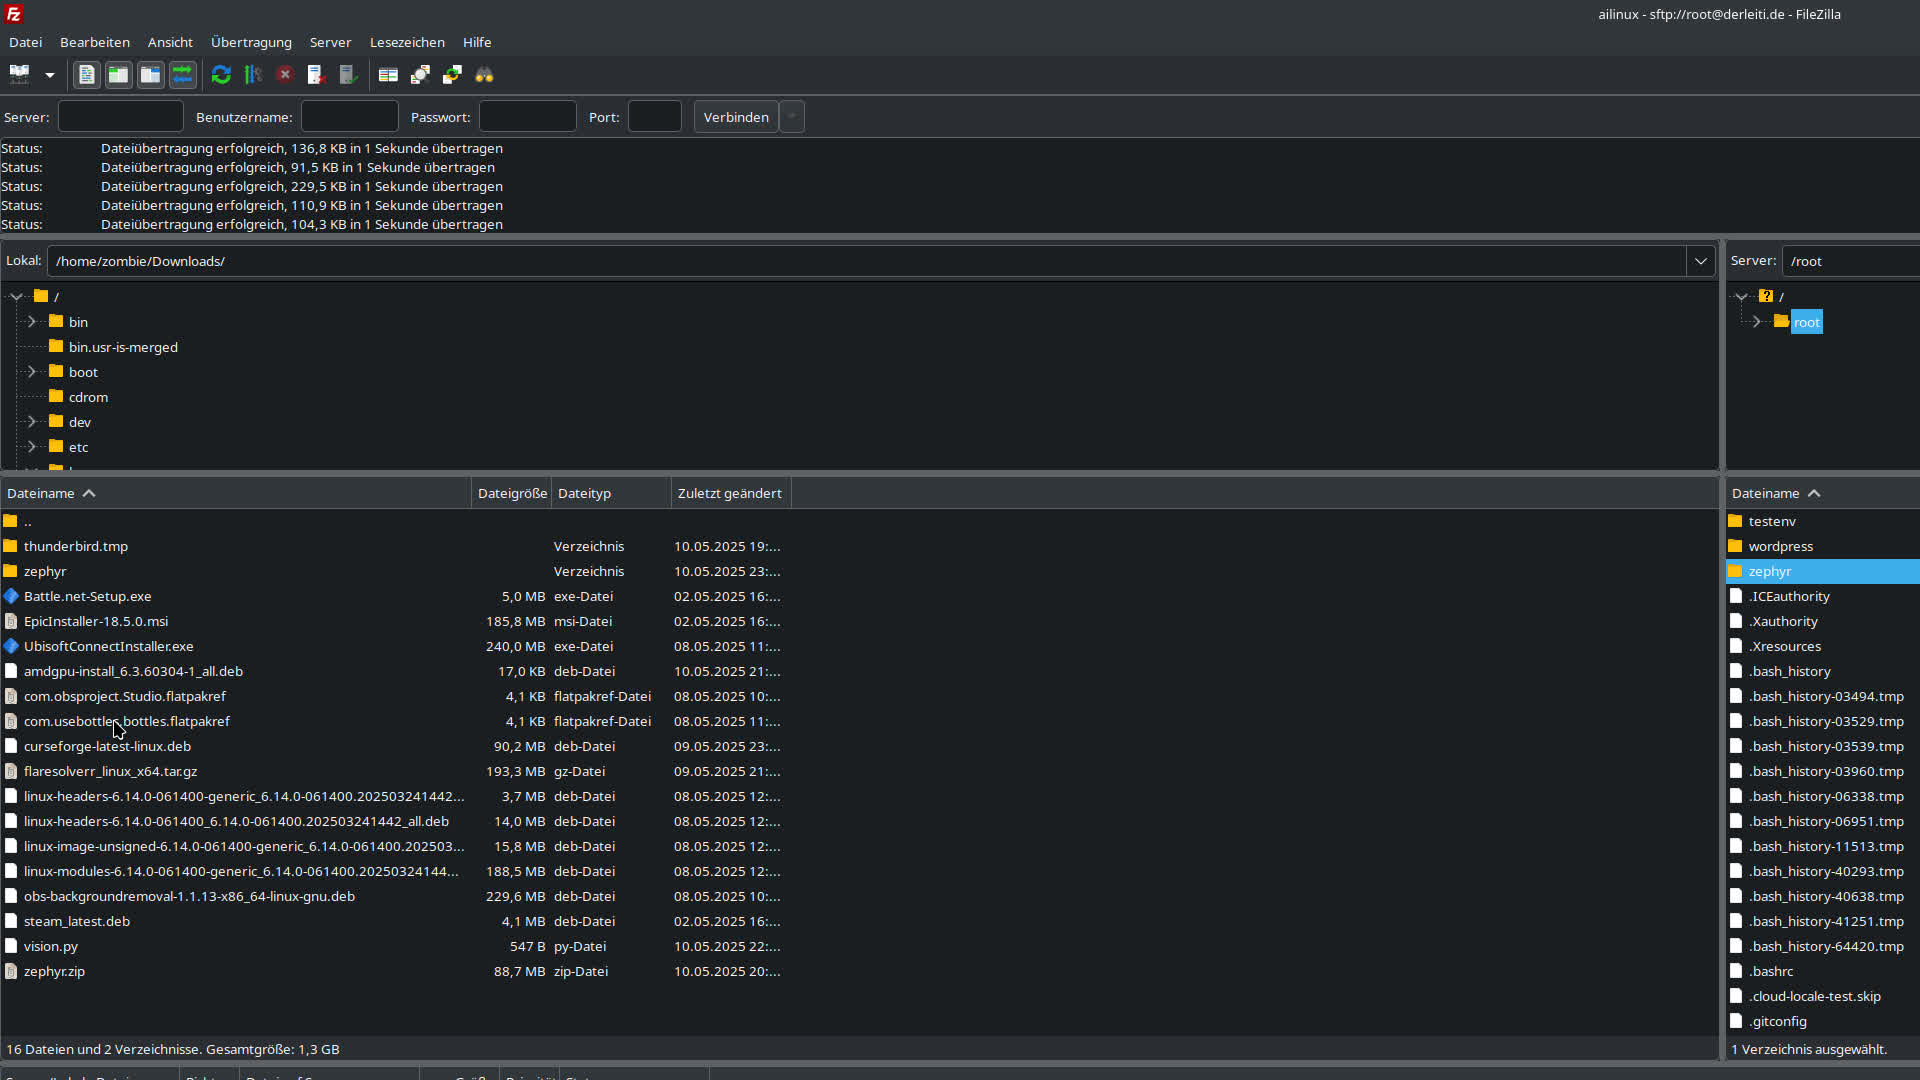 ailinux - sftp://root@derleiti.de - FileZilla
Datei Bearbeiten Ansicht Übertragung Server Lesezeichen Hilfe
Server: Benutzername: Passwort: Port: Verbinden
Status: Dateiübertragung erfolgreich, 136,8 KB in 1 Sekunde übertragen
Status: Dateiübertragung erfolgreich, 91,5 KB in 1 Sekunde übertragen
Status: Dateiübertragung erfolgreich, 229,5 KB in 1 Sekunde übertragen
Status: Dateiübertragung erfolgreich, 110,9 KB in 1 Sekunde übertragen
Status: Dateiübertragung erfolgreich, 104,3 KB in 1 Sekunde übertragen
Lokal: /home/zombie/Downloads/
/
bin
bin.usr-is-merged
boot
cdrom
dev
etc
Dateiname Dateigröße Dateityp Zuletzt geändert
..
thunderbird.tmp Verzeichnis 10.05.2025 19:...
zephyr Verzeichnis 10.05.2025 23:...
Battle.net-Setup.exe 5,0 MB exe-Datei 02.05.2025 16:...
EpicInstaller-18.5.0.msi 185,8 MB msi-Datei 02.05.2025 16:...
UbisoftConnectInstaller.exe 240,0 MB exe-Datei 08.05.2025 11:...
amdgpu-install_6.3.60304-1_all.deb 17,0 KB deb-Datei 10.05.2025 21:...
com.obsproject.Studio.flatpakref 4,1 KB flatpakref-Datei 08.05.2025 10:...
com.usebottles.bottles.flatpakref 4,1 KB flatpakref-Datei 08.05.2025 11:...
curseforge-latest-linux.deb 90,2 MB deb-Datei 09.05.2025 23:...
flaresolverr_linux_x64.tar.gz 193,3 MB gz-Datei 09.05.2025 21:...
linux-headers-6.14.0-061400-generic_6.14.0-061400.202503241442... 3,7 MB deb-Datei 08.05.2025 12:...
linux-headers-6.14.0-061400_6.14.0-061400.202503241442_all.deb 14,0 MB deb-Datei 08.05.2025 12:...
linux-image-unsigned-6.14.0-061400-generic_6.14.0-061400.202503... 15,8 MB deb-Datei 08.05.2025 12:...
linux-modules-6.14.0-061400-generic_6.14.0-061400.20250324144... 188,5 MB deb-Datei 08.05.2025 12:...
obs-backgroundremoval-1.1.13-x86_64-linux-gnu.deb 229,6 MB deb-Datei 08.05.2025 10:...
steam_latest.deb 4,1 MB deb-Datei 02.05.2025 16:...
vision.py 547 B py-Datei 10.05.2025 22:...
zephyr.zip 88,7 MB zip-Datei 10.05.2025 20:...
16 Dateien und 2 Verzeichnisse. Gesamtgröße: 1,3 GB
Server: /root
/
root
Dateiname
testenv
wordpress
zephyr
.ICEauthority
.Xauthority
.Xresources
.bash_history
.bash_history-03494.tmp
.bash_history-03529.tmp
.bash_history-03539.tmp
.bash_history-03960.tmp
.bash_history-06338.tmp
.bash_history-06951.tmp
.bash_history-11513.tmp
.bash_history-40293.tmp
.bash_history-40638.tmp
.bash_history-41251.tmp
.bash_history-64420.tmp
.bashrc
.cloud-locale-test.skip
.gitconfig
1 Verzeichnis ausgewählt.